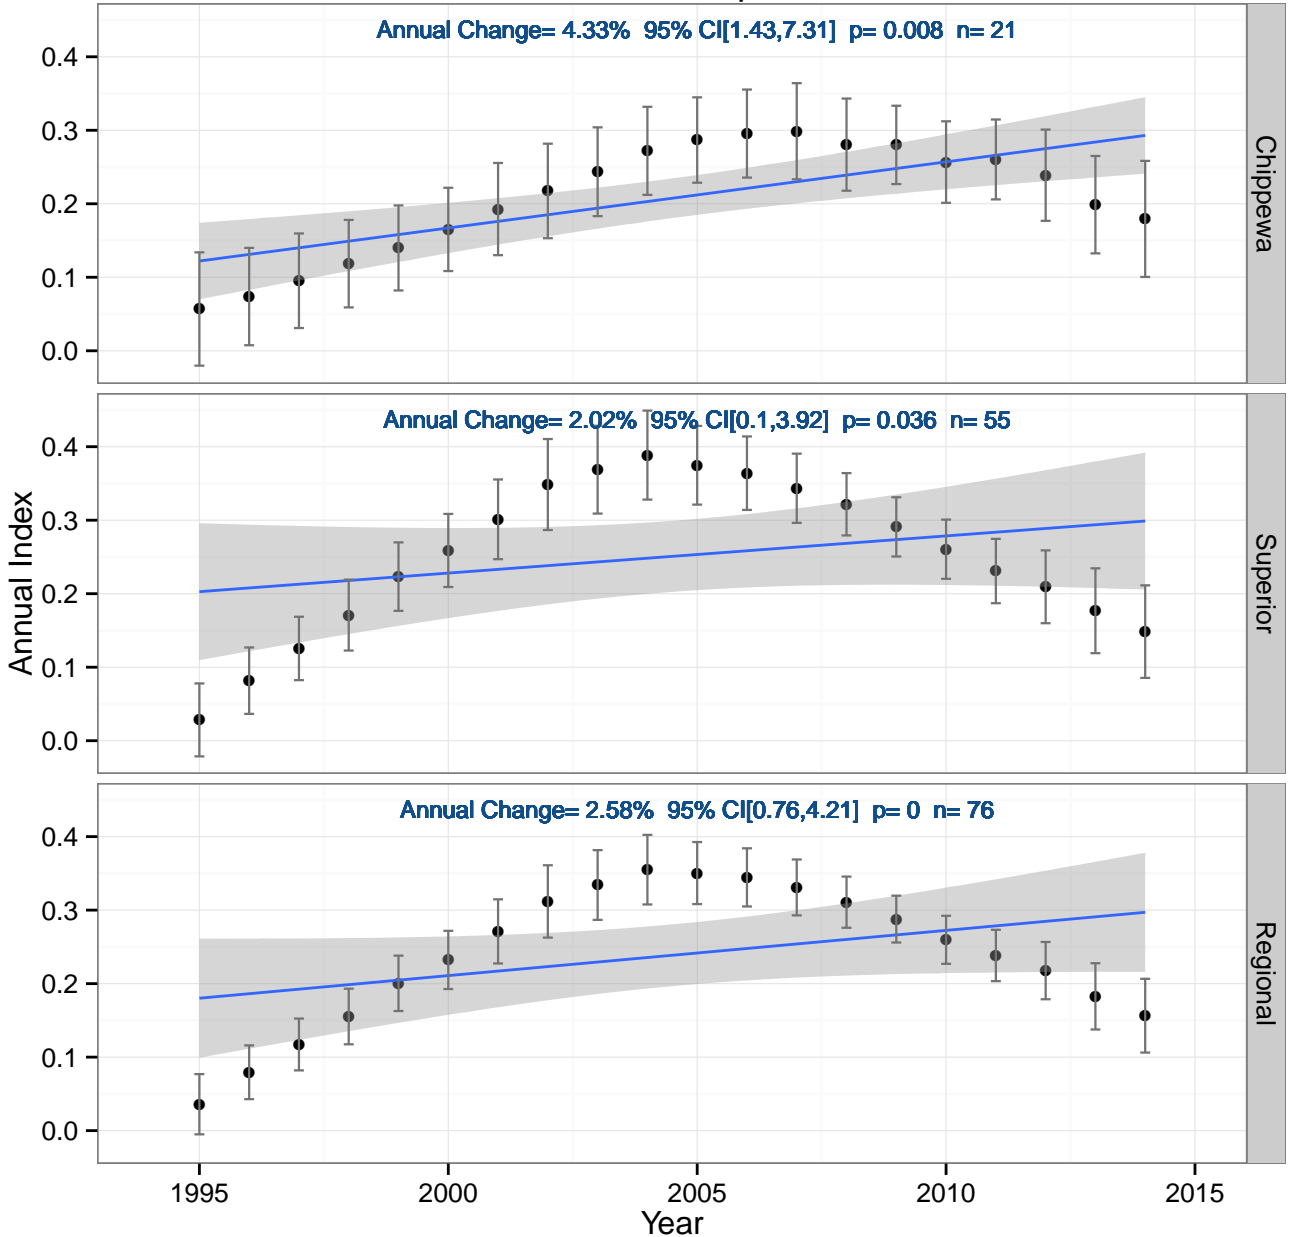 Annual Change= 4.33%  95% CI[1.43,7.31]  p= 0.008  n= 21
0.4
0.3
0.2
0.1
0.0
Chippewa
Annual Change= 2.02%  95% CI[0.1,3.92]  p= 0.036  n= 55
0.4
0.3
0.2
0.1
0.0
Superior
Annual Index
Annual Change= 2.58%  95% CI[0.76,4.21]  p= 0  n= 76
0.4
0.3
0.2
0.1
0.0
Regional
1995
2000
2005
2010
2015
Year